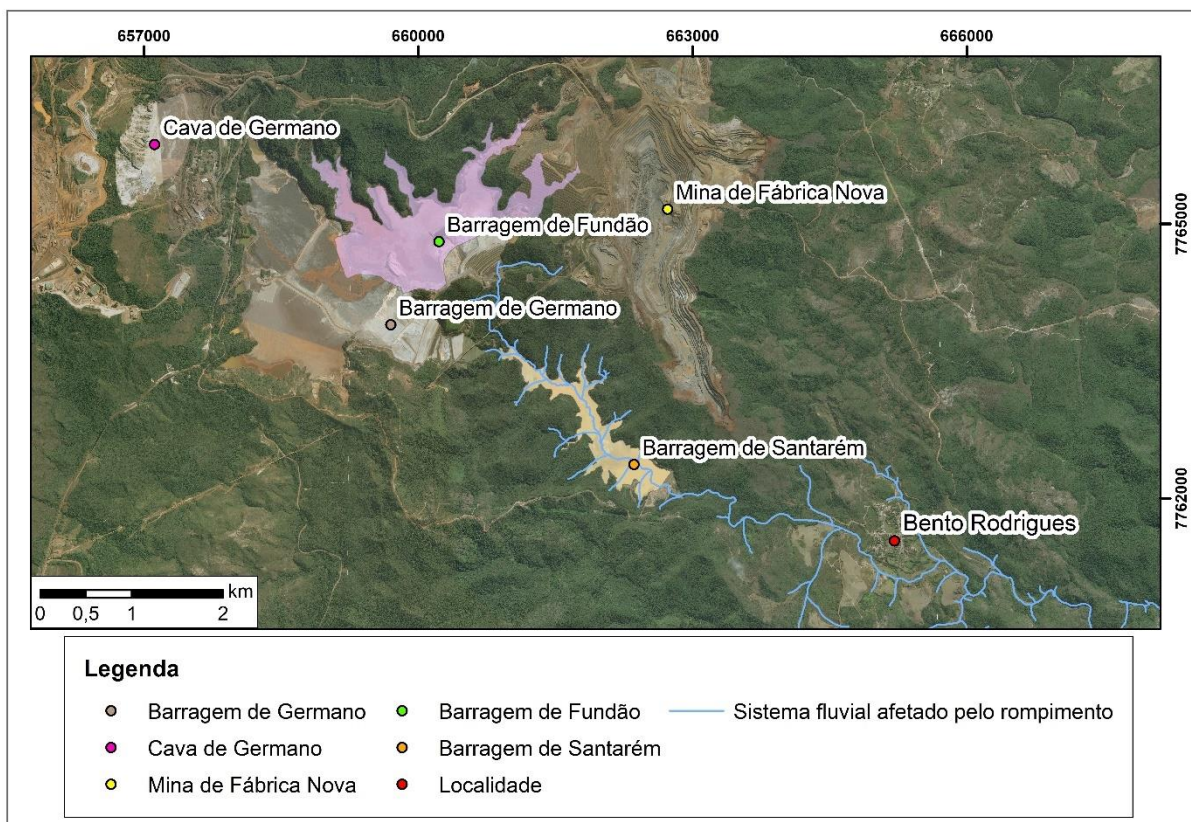 657000 660000 663000 666000
Cava de Germano
Mina de Fábrica Nova
Barragem de Fundão
7765000
Barragem de Germano
Barragem de Santarém
7762000
Bento Rodrigues
km
0 0,5 1 2
Legenda
Barragem de Germano
Barragem de Fundão
Sistema fluvial afetado pelo rompimento
Cava de Germano
Barragem de Santarém
Mina de Fábrica Nova
Localidade